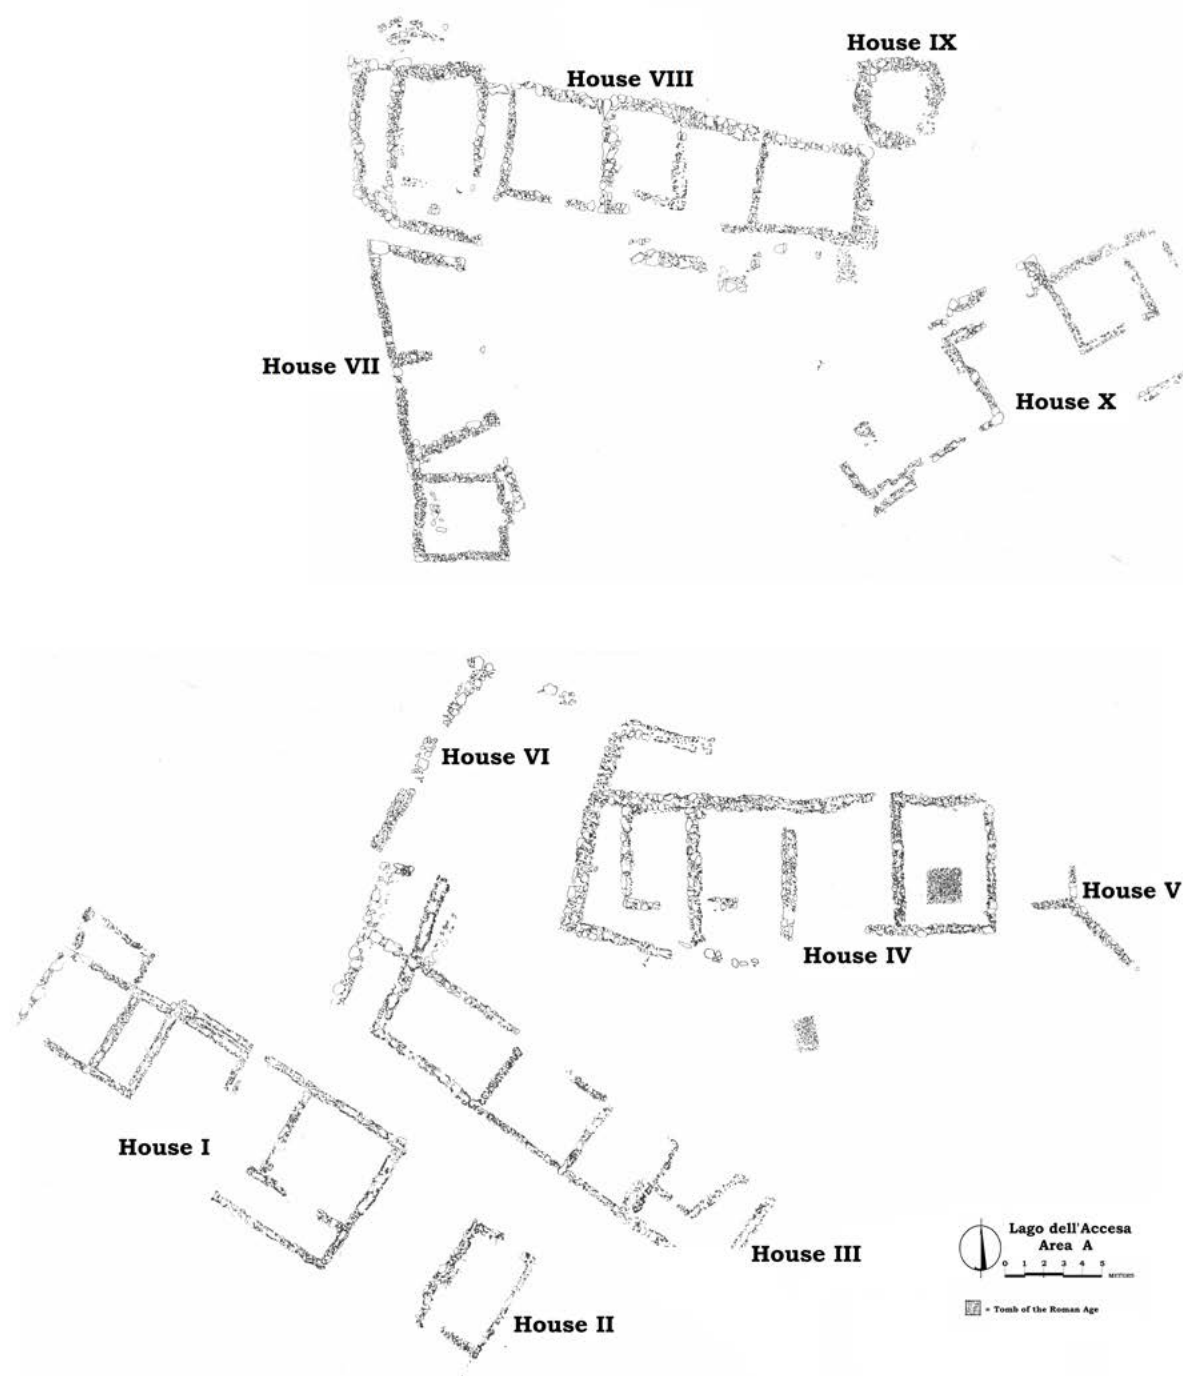 House IX
House VIII
House VII
House X
House VI
House V
House IV
House I
House III
Lago dell'Accesa
Area A
0 1 2 3 4 5
METERS
= Tomb of the Roman Age
House II